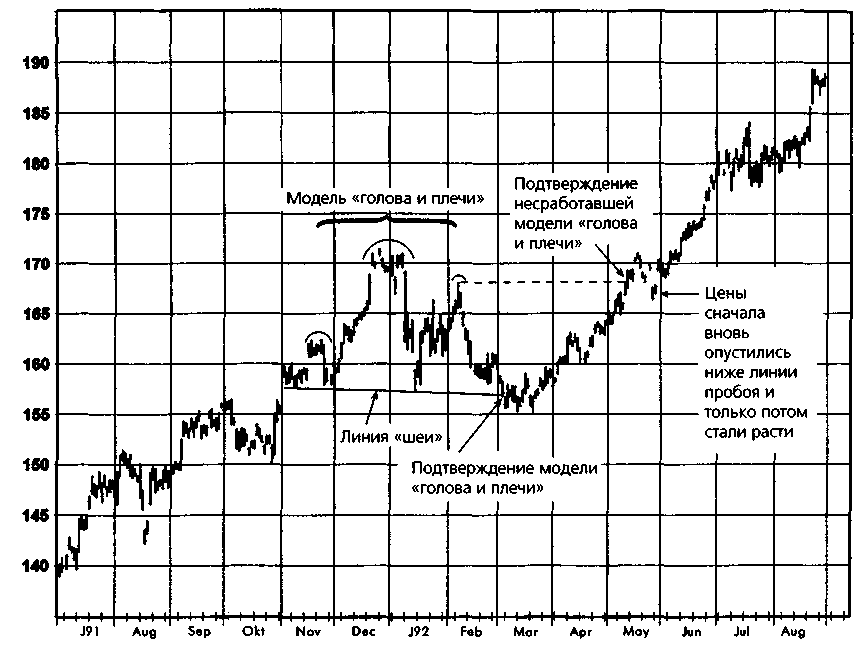 190
185
180
175
170
165
160
155
150
145
140
Модель «голова и плечи»
Подтверждение
несработавшей
модели «голова
и плечи»
Цены
сначала
вновь
опустились
ниже линии
пробоя и
только потом
стали расти
Линия «шеи»
Подтверждение модели
«голова и плечи»
J91 Aug Sep Okt Nov Dec J92 Feb Mar Apr May Jun Jul Aug